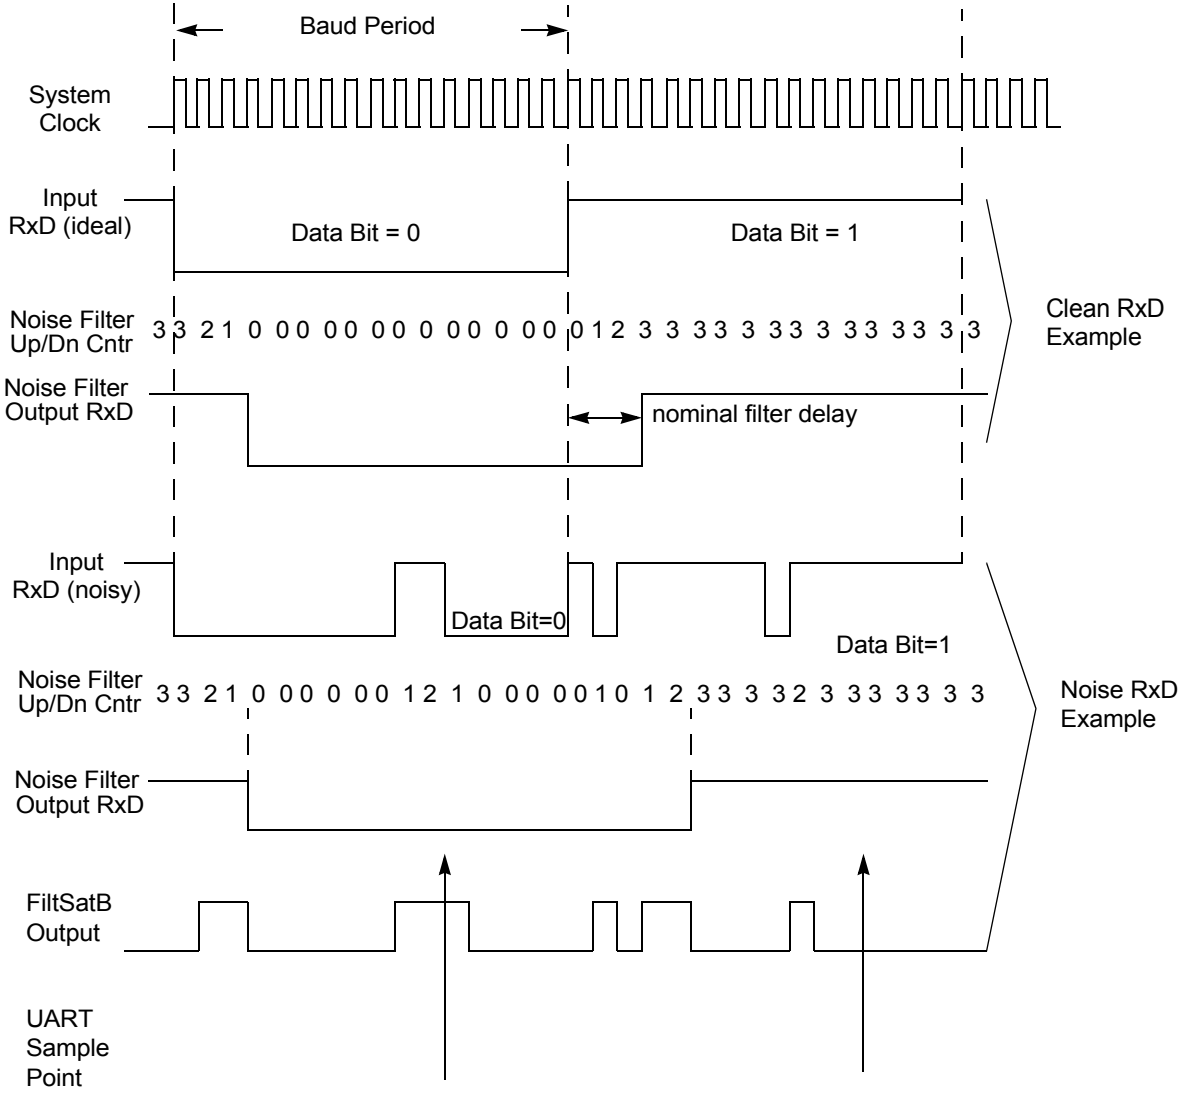 Baud Period
System
Clock
Input
RxD (ideal)
Data Bit = 0
Data Bit = 1
Noise Filter
Up/Dn Cntr
3 3 2 1 0 0 0 0 0 0 0 0 0 0 0 0 0 0 1 2 3 3 3 3 3 3 3 3 3 3 3 3 3 3
Clean RxD
Example
Noise Filter
Output RxD
nominal filter delay
Input
RxD (noisy)
Data Bit=0
Data Bit=1
Noise Filter
Up/Dn Cntr
3 3 2 1 0 0 0 0 0 0 1 2 1 0 0 0 0 0 1 0 1 2 3 3 3 3 2 3 3 3 3 3 3 3
Noise RxD
Example
Noise Filter
Output RxD
FiltSatB
Output
UART
Sample
Point